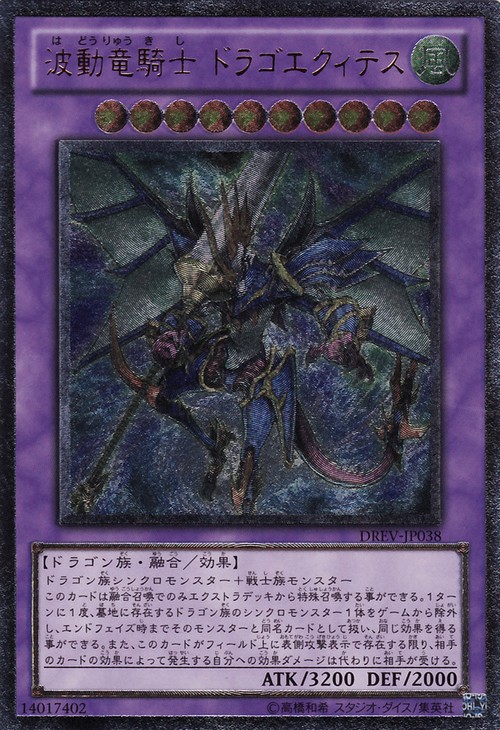 はどうりゅうきし
波動竜騎士 ドラゴエクィテス
風
DREV-JP038
【ドラゴン族・融合／効果】
ドラゴン族シンクロモンスター＋戦士族モンスター
このカードは融合召喚でのみエクストラデッキから特殊召喚する事ができる。1ター
ンに1度、墓地に存在するドラゴン族のシンクロモンスター1体をゲームから除外
し、エンドフェイズ時までそのモンスターと同名カードとして扱い、同じ効果を得る
事ができる。また、このカードがフィールド上に表側攻撃表示で存在する限り、相手
のカードの効果によって発生する自分への効果ダメージは代わりに相手が受ける。
ATK/3200 DEF/2000
14017402
©高橋和希 スタジオ・ダイス/集英社